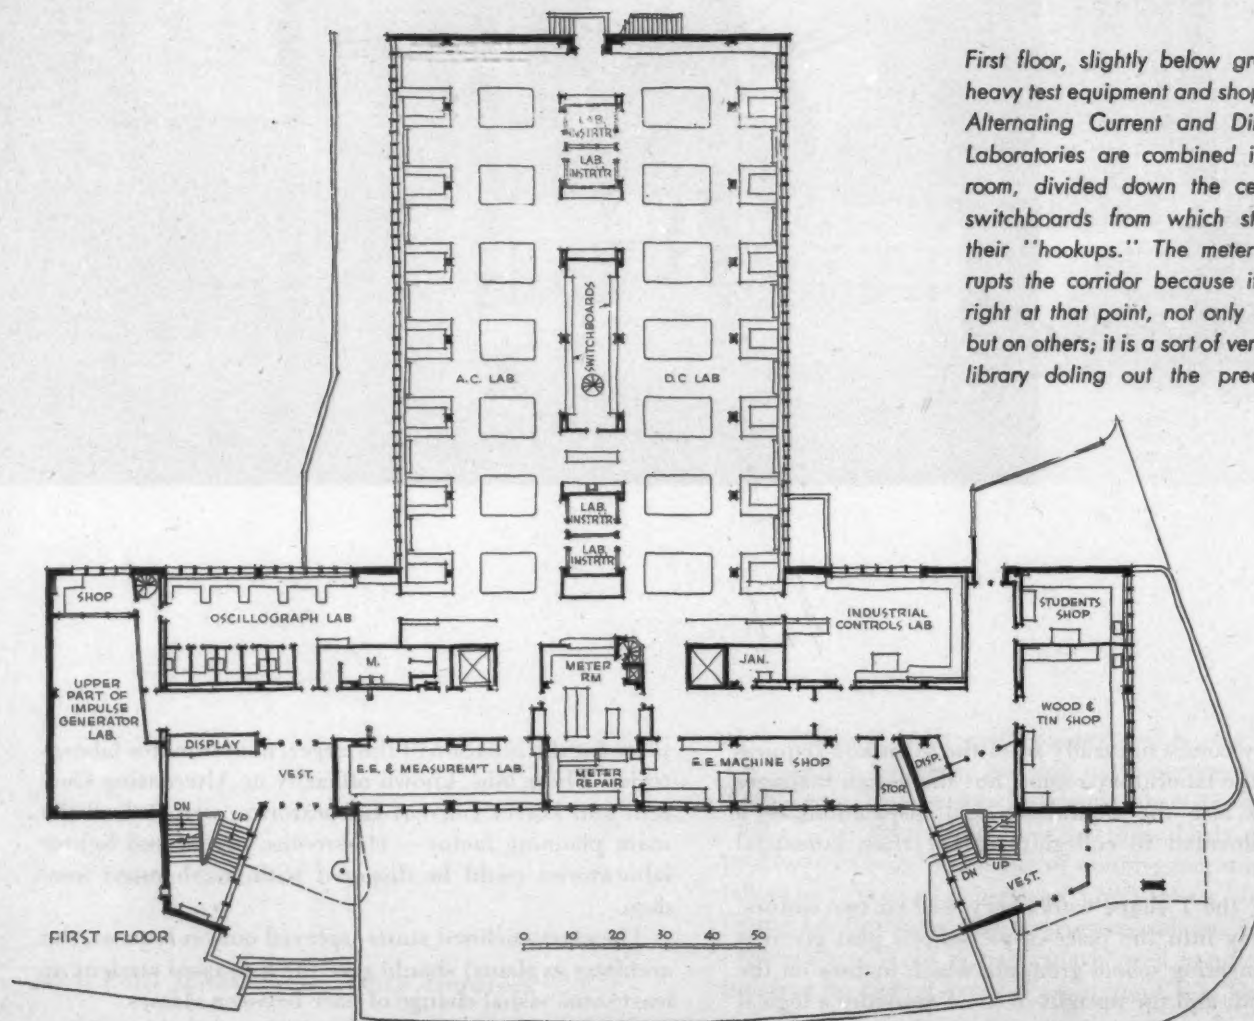 First floor, slightly below gr
heavy test equipment and shop
Alternating Current and Di
Laboratories are combined i
room, divided down the ce
switchboards from which st
their "hookups." The meter
rupts the corridor because i
right at that point, not only
but on others; it is a sort of ver
library doling out the pre
LAB.
INSTRTR
LAB.
INSTRTR
SWITCHBOARDS
A.C. LAB.
D.C LAB
LAB.
INSTRTR
LAB.
INSTRTR
SHOP
OSCILLOGRAPH LAB
INDUSTRIAL
CONTROLS LAB.
STUDENTS
SHOP
M.
METER
RM
JAN.
UPPER
PART OF
IMPULSE
GENERATOR
LAB.
WOOD &
TIN SHOP
DISPLAY
VEST.
E.E. & MEASUREM'T LAB.
METER
REPAIR
E.E. MACHINE SHOP
STOR
DISP.
DN
UP
DN
UP
VEST.
FIRST FLOOR
0 10 20 30 40 50